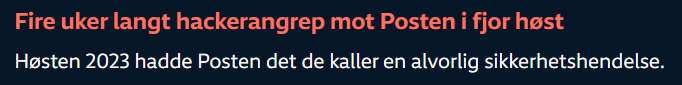 Fire uker langt hackerangrep mot Posten i fjor høst
Høsten 2023 hadde Posten det de kaller en alvorlig sikkerhetshendelse.